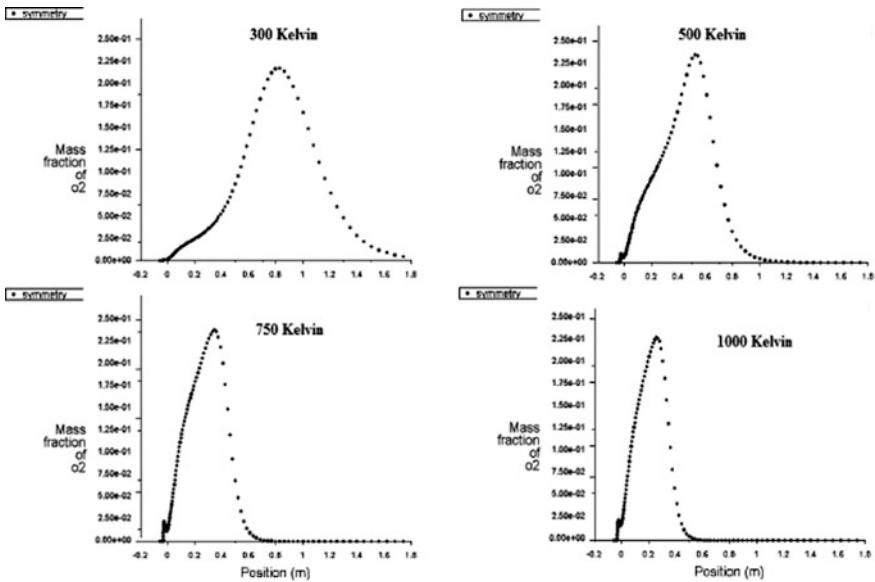 symmetry
300 Kelvin
2.50e-01
2.25e-01
2.00e-01
1.75e-01
1.50e-01
1.25e-01
1.00e-01
7.50e-02
5.00e-02
2.50e-02
0.00e+00
Mass
fraction
of
o2
-0.2 0 0.2 0.4 0.6 0.8 1 1.2 1.4 1.6 1.8
symmetry
500 Kelvin
2.50e-01
2.25e-01
2.00e-01
1.75e-01
1.50e-01
1.25e-01
1.00e-01
7.50e-02
5.00e-02
2.50e-02
0.00e+00
Mass
fraction
of
o2
-0.2 0 0.2 0.4 0.6 0.8 1 1.2 1.4 1.6 1.8
symmetry
750 Kelvin
2.50e-01
2.25e-01
2.00e-01
1.75e-01
1.50e-01
1.25e-01
1.00e-01
7.50e-02
5.00e-02
2.50e-02
0.00e+00
Mass
fraction
of
o2
-0.2 0 0.2 0.4 0.6 0.8 1 1.2 1.4 1.6 1.8
Position (m)
symmetry
1000 Kelvin
2.50e-01
2.25e-01
2.00e-01
1.75e-01
1.50e-01
1.25e-01
1.00e-01
7.50e-02
5.00e-02
2.50e-02
0.00e+00
Mass
fraction
of
o2
-0.2 0 0.2 0.4 0.6 0.8 1 1.2 1.4 1.6 1.8
Position (m)